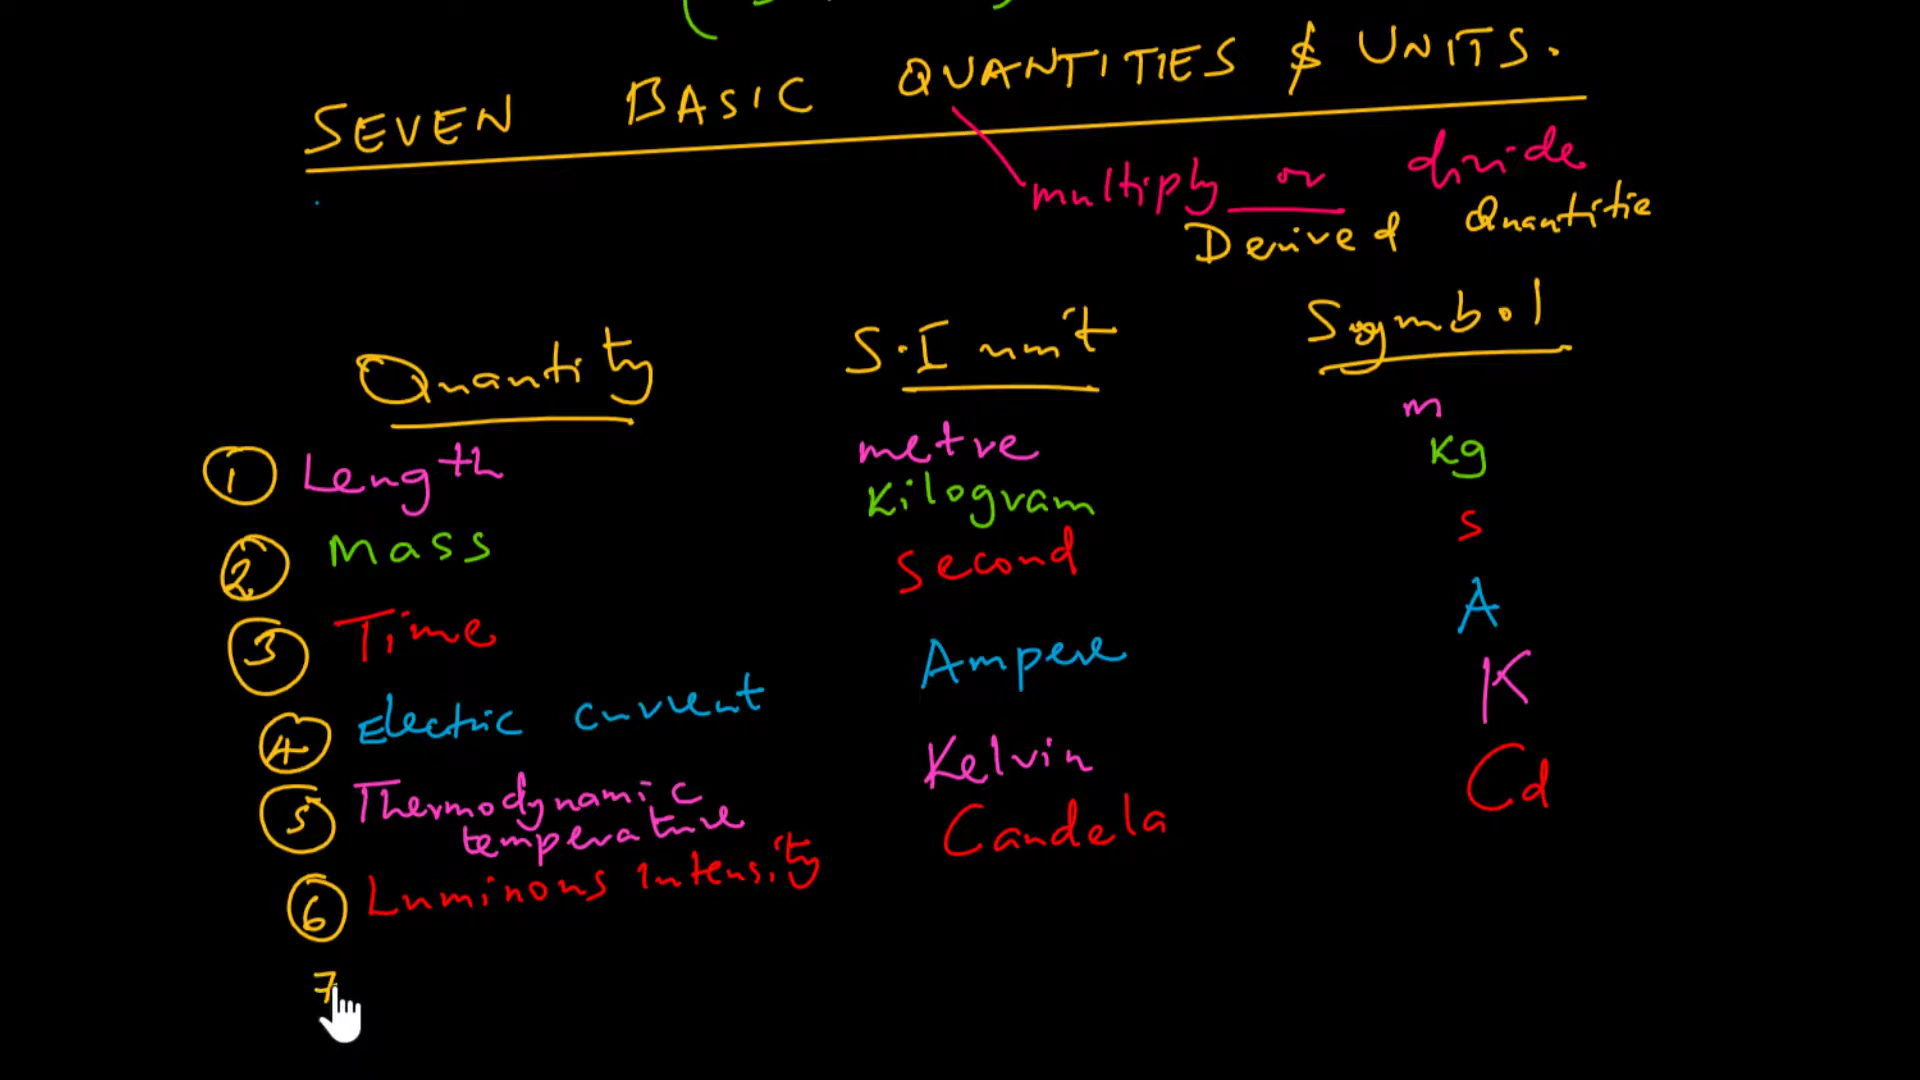 SEVEN BASIC QUANTITIES & UNITS.
multiply or divide
Derived Quantitie
Quantity S.I unit Symbol
1 Length metre m
2 Mass Kilogram Kg
3 Time Second s
4 Electric current Ampere A
5 Thermodynamic temperature Kelvin K
6 Luminous intensity Candela Cd
7